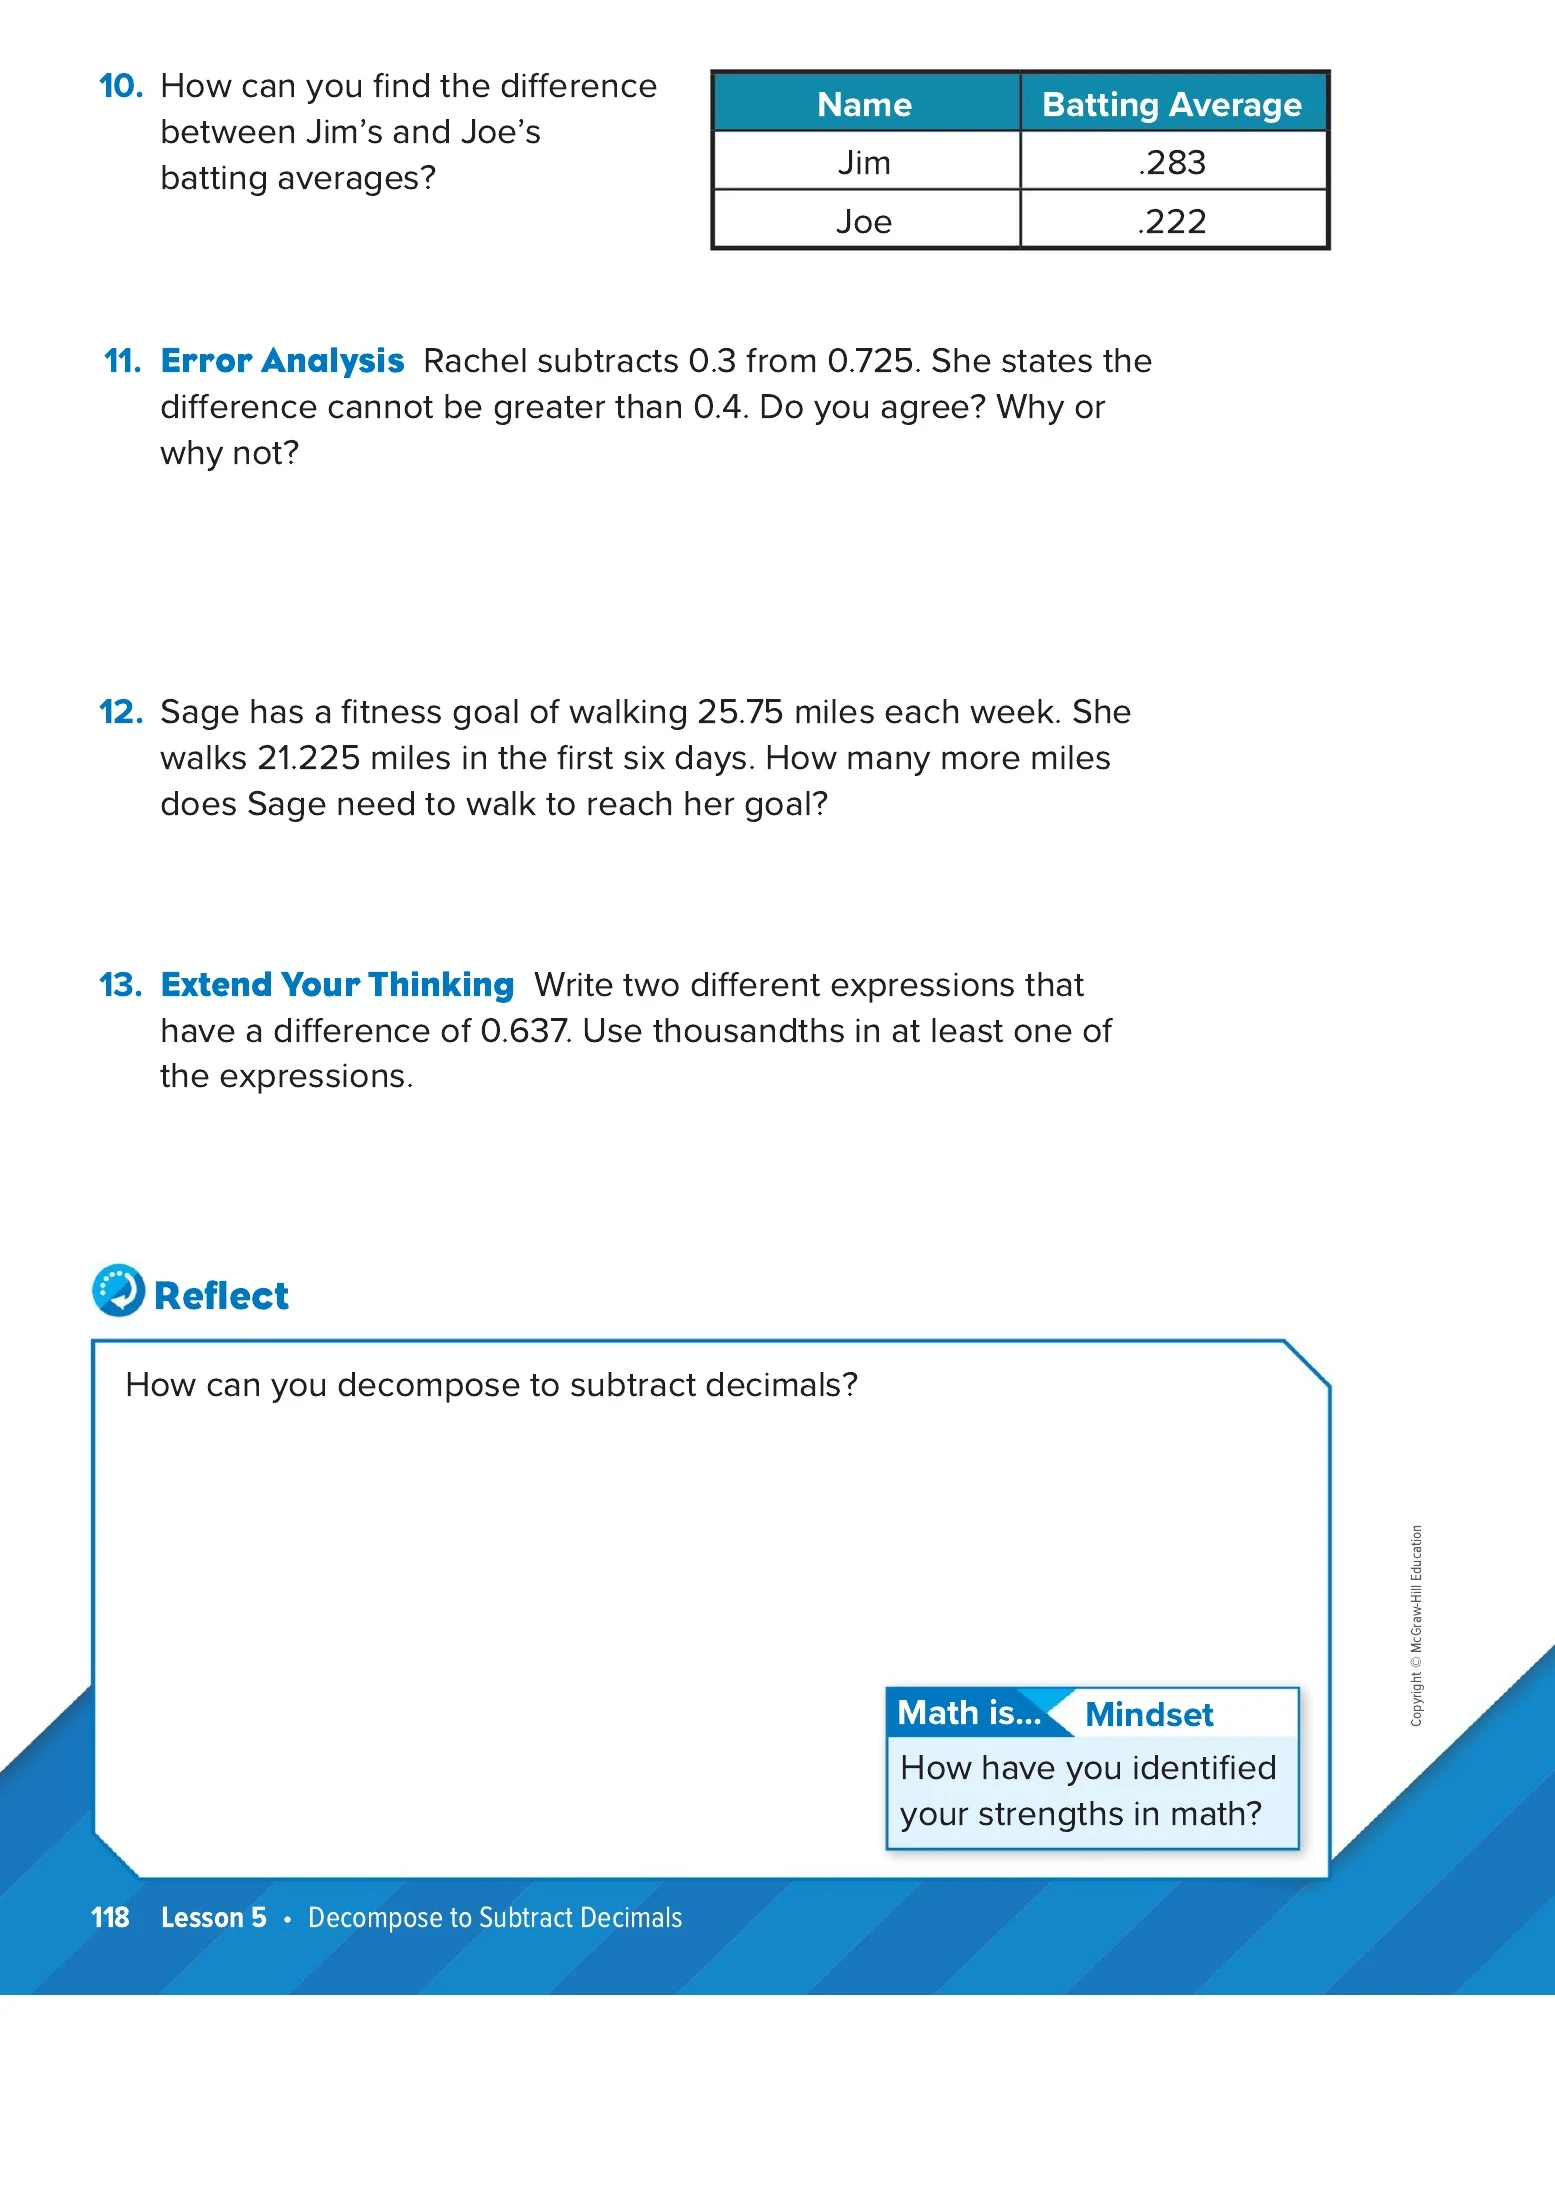 10. How can you find the difference
between Jim's and Joe's
batting averages?
Name Batting Average
Jim .283
Joe .222
11. Error Analysis Rachel subtracts 0.3 from 0.725. She states the
difference cannot be greater than 0.4. Do you agree? Why or
why not?
12. Sage has a fitness goal of walking 25.75 miles each week. She
walks 21.225 miles in the first six days. How many more miles
does Sage need to walk to reach her goal?
13. Extend Your Thinking Write two different expressions that
have a difference of 0.637. Use thousandths in at least one of
the expressions.
Reflect
How can you decompose to subtract decimals?
Math is... Mindset
How have you identified
your strengths in math?
Copyright © McGraw-Hill Education
118 Lesson 5 • Decompose to Subtract Decimals